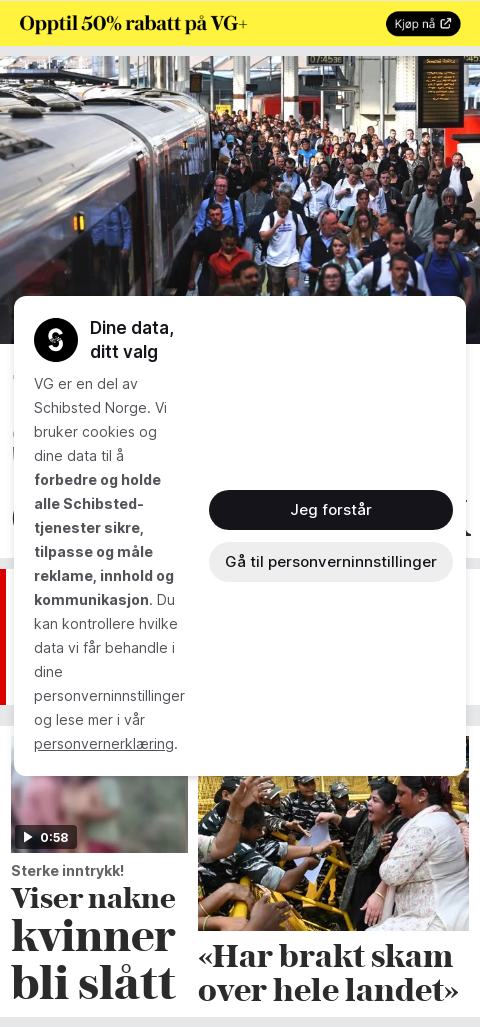 Opptil 50% rabatt på VG+
Kjøp nå
Dine data,
ditt valg
VG er en del av
Schibsted Norge. Vi
bruker cookies og
dine data til å
forbedre og holde
alle Schibsted-
tjenester sikre,
tilpasse og måle
reklame, innhold og
kommunikasjon. Du
kan kontrollere hvilke
data vi får behandle i
dine
personverninnstillinger
og lese mer i vår
personvernerklæring.
Jeg forstår
Gå til personverninnstillinger
0:58
Sterke inntrykk!
Viser nakne
kvinner
bli slått
«Har brakt skam
over hele landet»